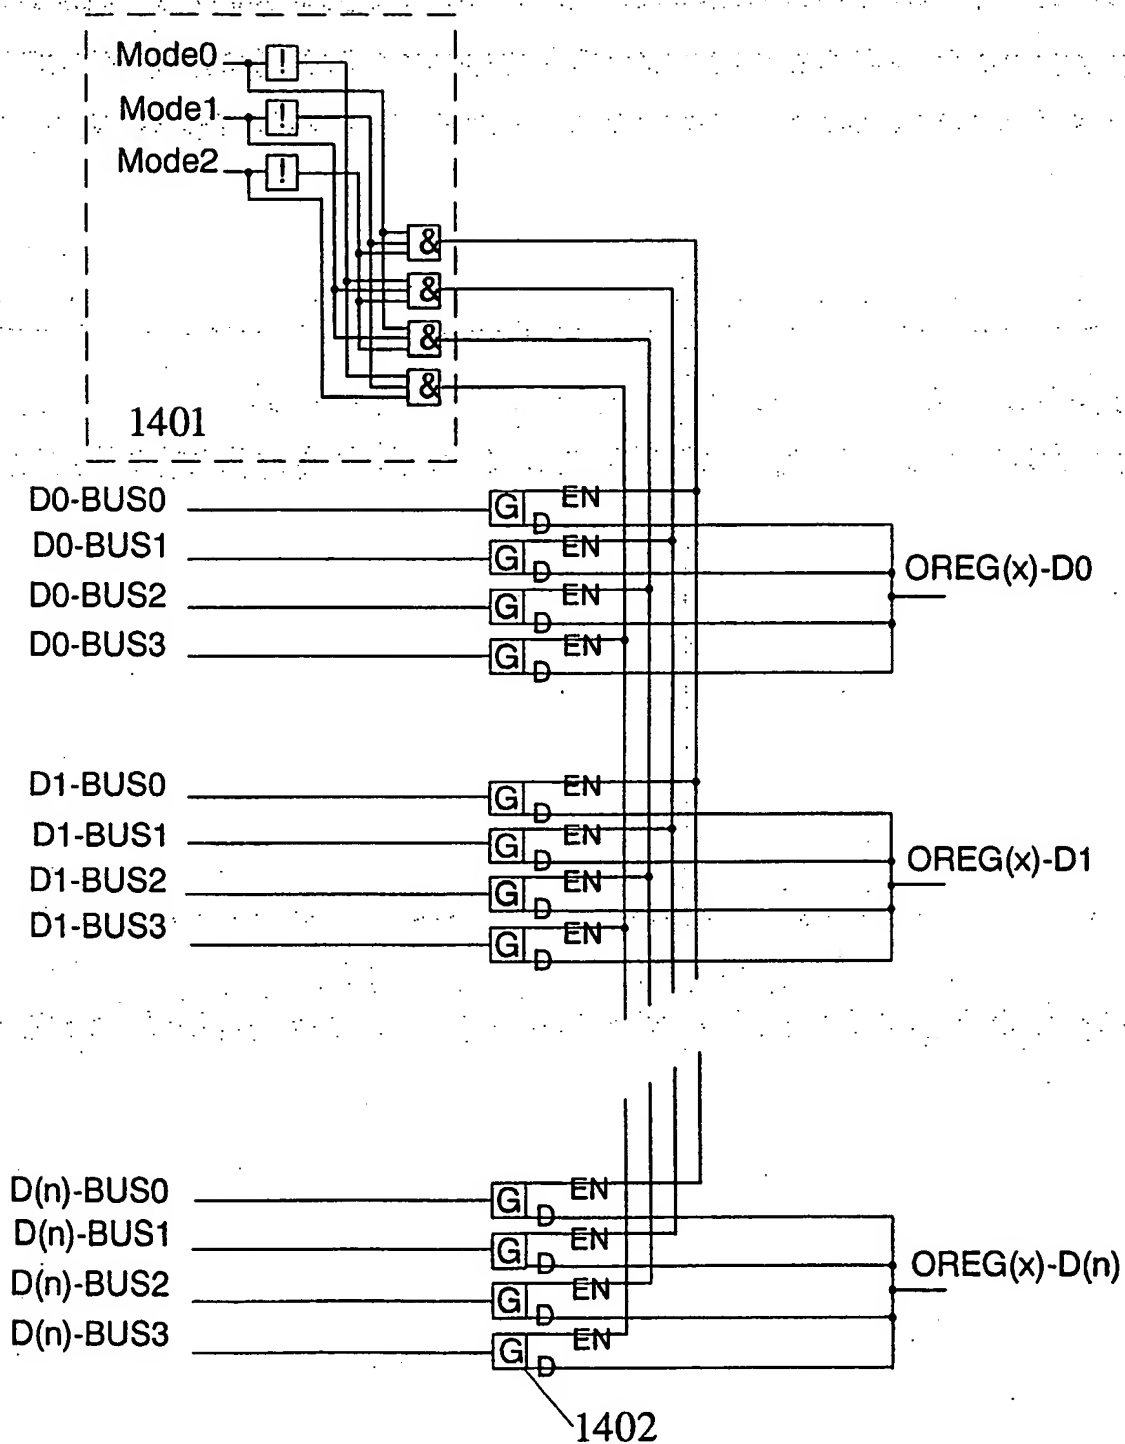 Mode0 !
Mode1 !
Mode2 !
&
&
&
&
1401
D0-BUS0 G EN D
D0-BUS1 G EN D
OREG(x)-D0
D0-BUS2 G EN D
D0-BUS3 G EN D
D1-BUS0 G EN D
D1-BUS1 G EN D
OREG(x)-D1
D1-BUS2 G EN D
D1-BUS3 G EN D
D(n)-BUS0 G EN D
D(n)-BUS1 G EN D
OREG(x)-D(n)
D(n)-BUS2 G EN D
D(n)-BUS3 G EN D
1402